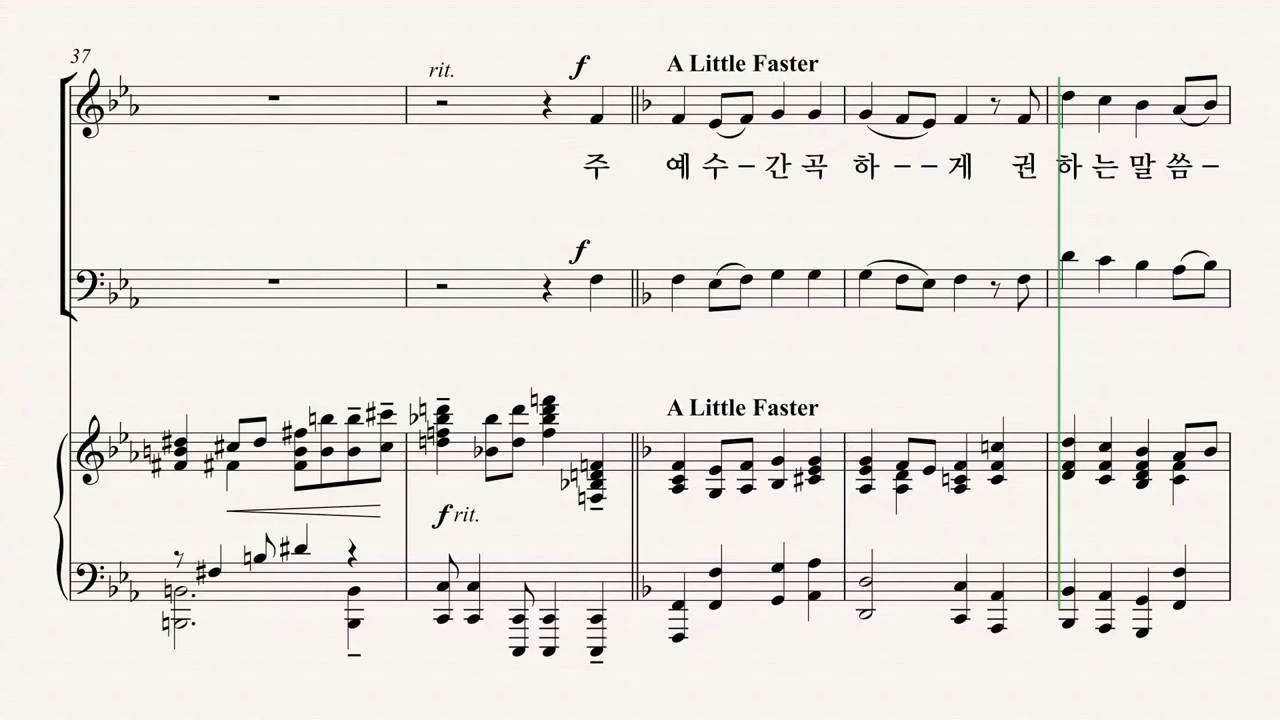 37
rit.
f
A Little Faster
주 예 수 – 간 곡 하 – – 게 권 하 는 말 씀 –
f
A Little Faster
f rit.